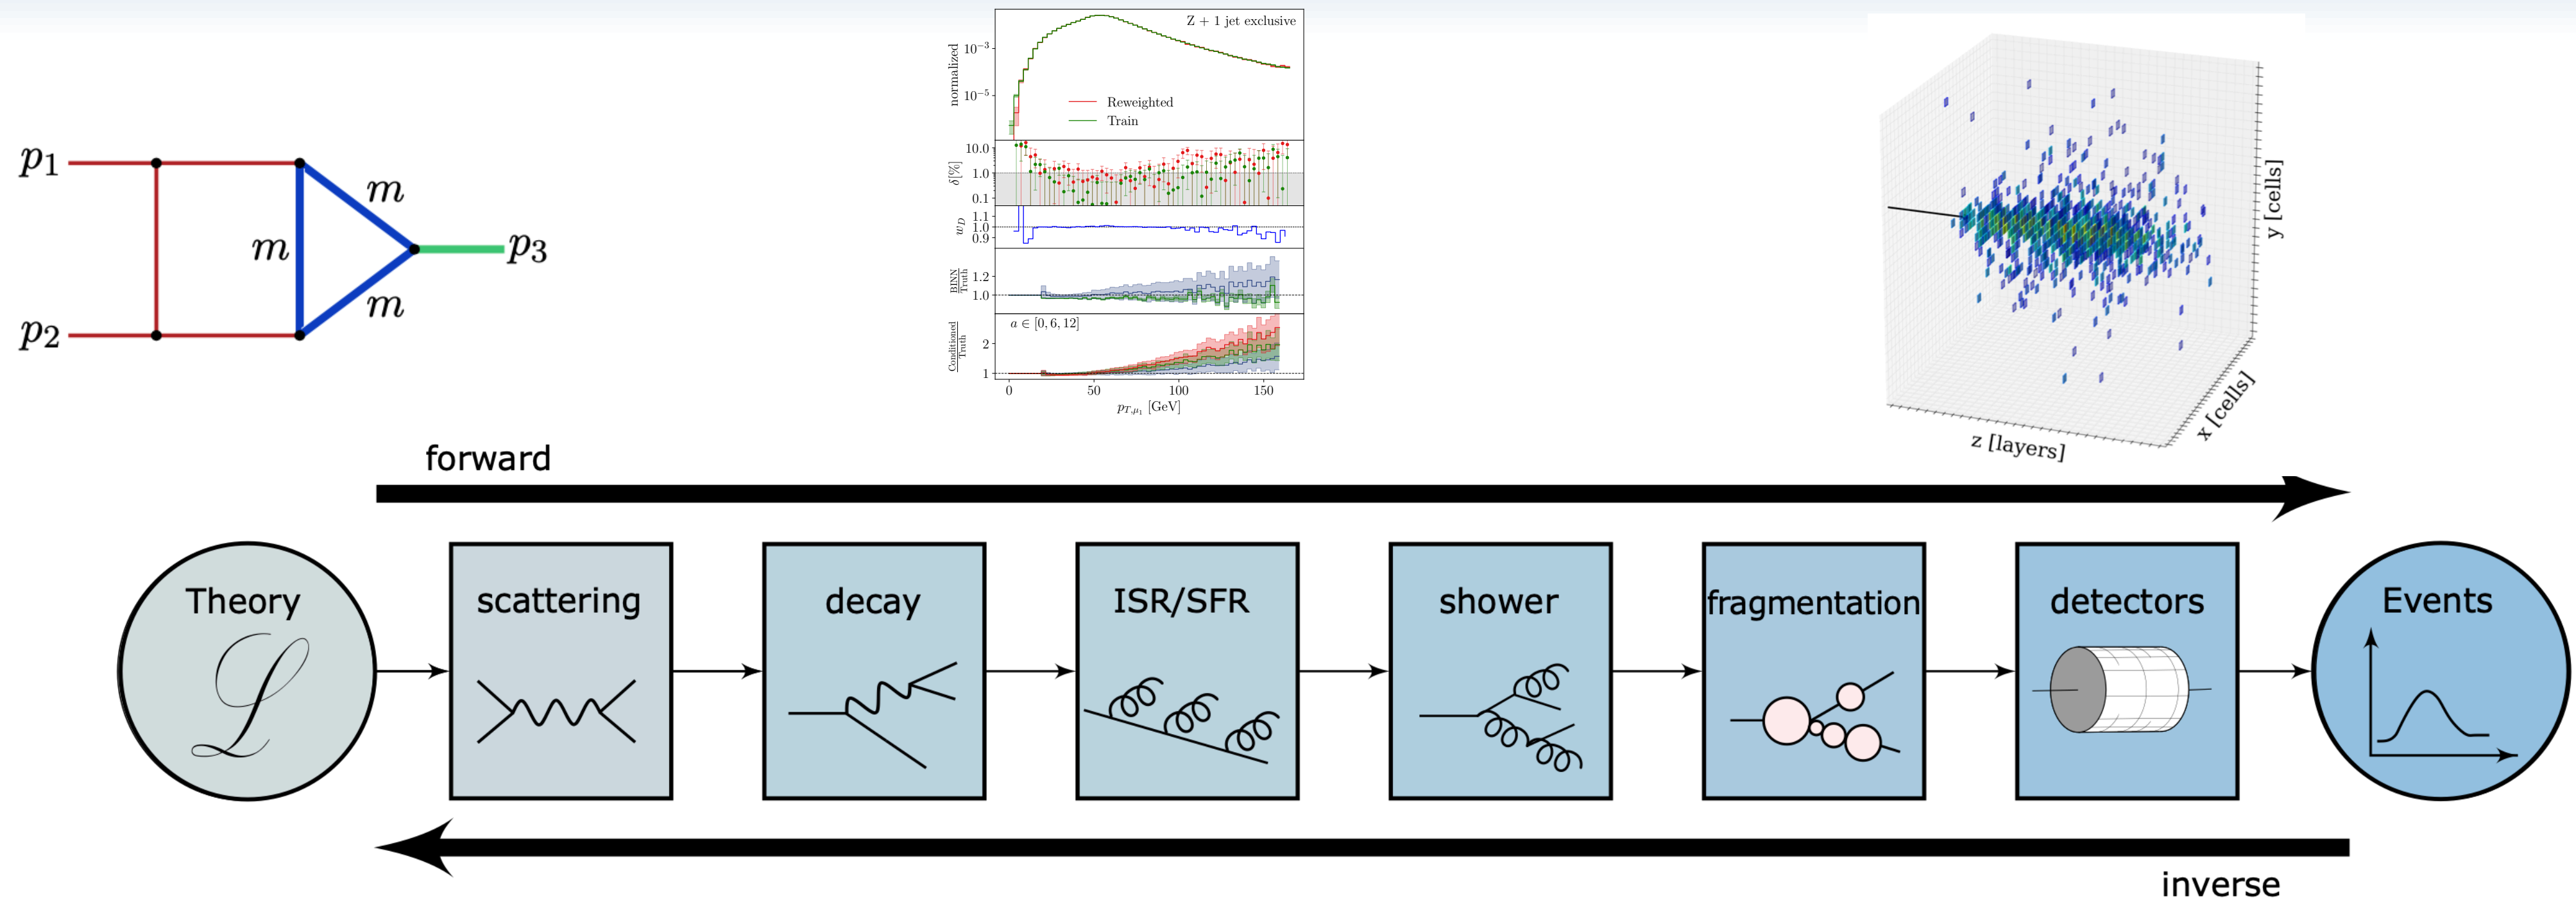 p₁
p₂
m
m
m
p₃
Z + 1 jet exclusive
normalized
10⁻³
10⁻⁵
Reweighted
Train
δ[%]
10.0
1.0
0.1
w_D
1.1
1.0
0.9
BINN
Truth
1.2
1.0
Conditioned
Truth
a ∈ [0, 6, 12]
2
1
0 50 100 150
p_{T,μ₁} [GeV]
y [cells]
x [cells]
z [layers]
forward
Theory
ℒ
scattering
decay
ISR/SFR
shower
fragmentation
detectors
Events
inverse